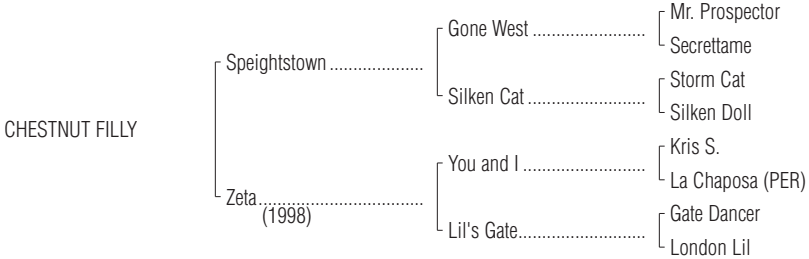 Mr. Prospector
Gone West ........................
Secrettame
Speightstown ....................
Storm Cat
Silken Cat .........................
Silken Doll
CHESTNUT FILLY
Kris S.
You and I ..........................
La Chaposa (PER)
Zeta...................................
(1998)
Gate Dancer
Lil's Gate...........................
London Lil